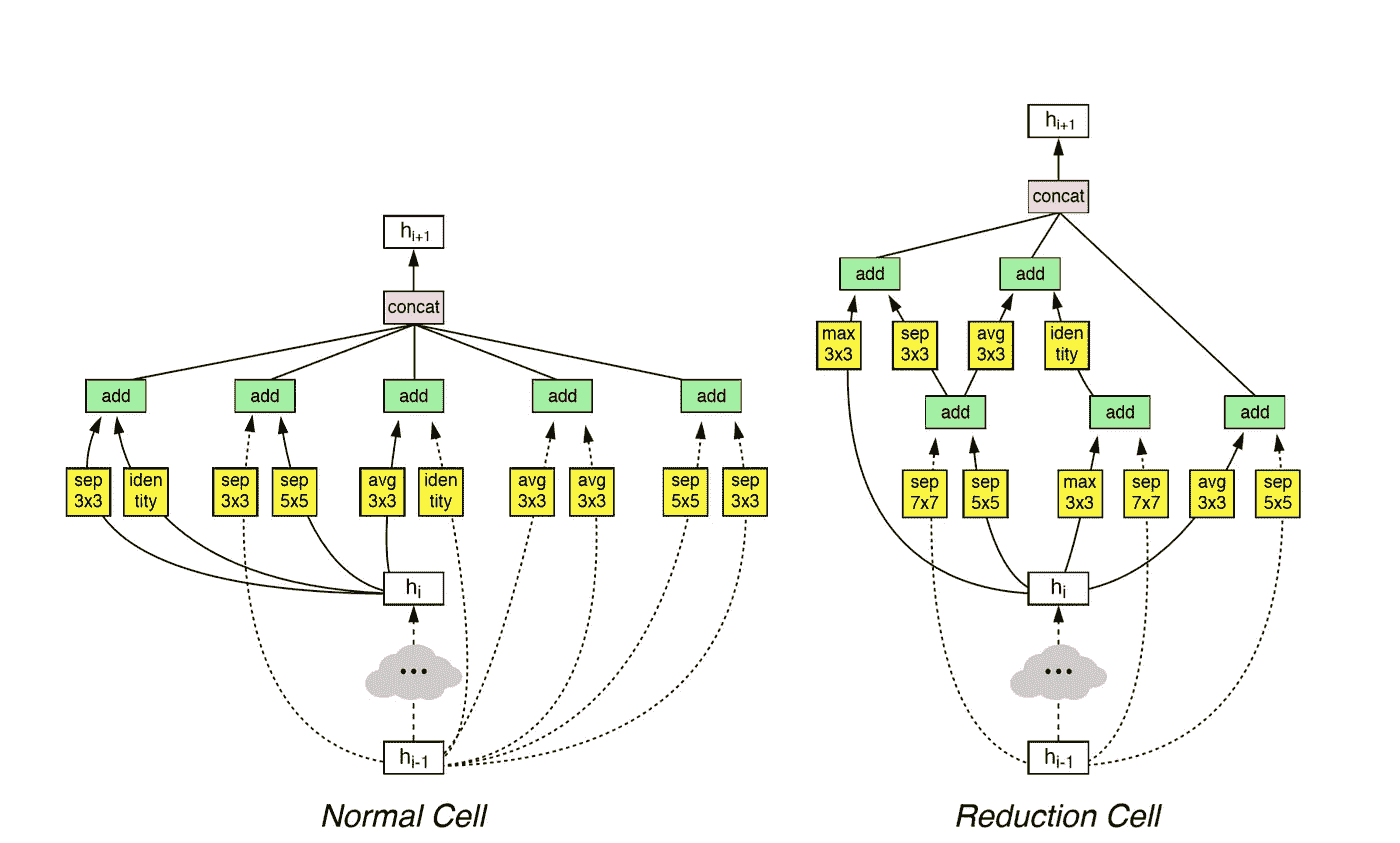 h_{i+1}
concat
add
add
add
add
add
sep
3x3
iden
tity
sep
3x3
sep
5x5
avg
3x3
iden
tity
avg
3x3
avg
3x3
sep
5x5
sep
3x3
h_i
...
h_{i-1}
Normal Cell
h_{i+1}
concat
add
add
max
3x3
sep
3x3
avg
3x3
iden
tity
add
add
add
sep
7x7
sep
5x5
max
3x3
sep
7x7
avg
3x3
sep
5x5
h_i
...
h_{i-1}
Reduction Cell